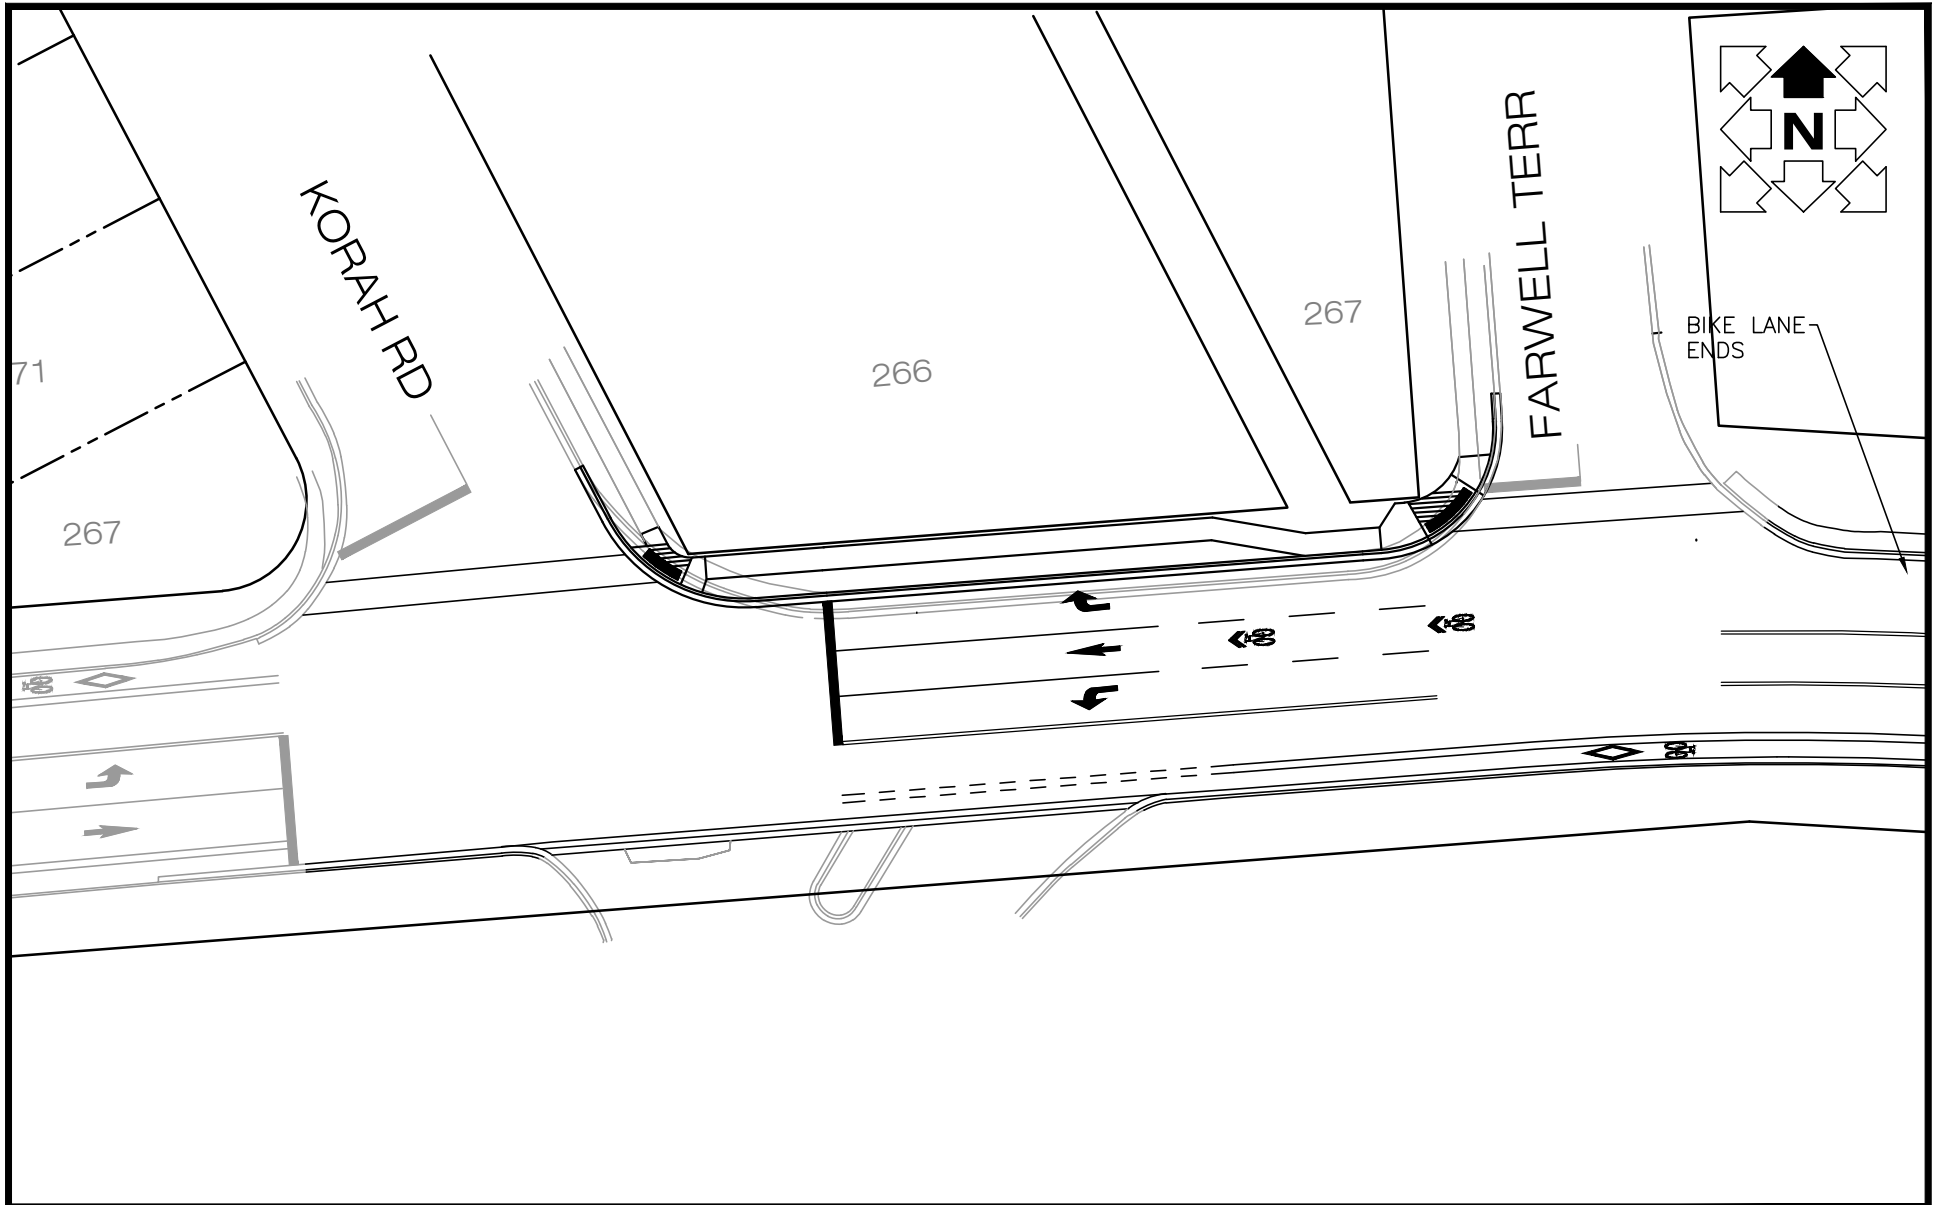 N
KORAH RD
FARWELL TERR
267
BIKE LANE
ENDS
71
266
267